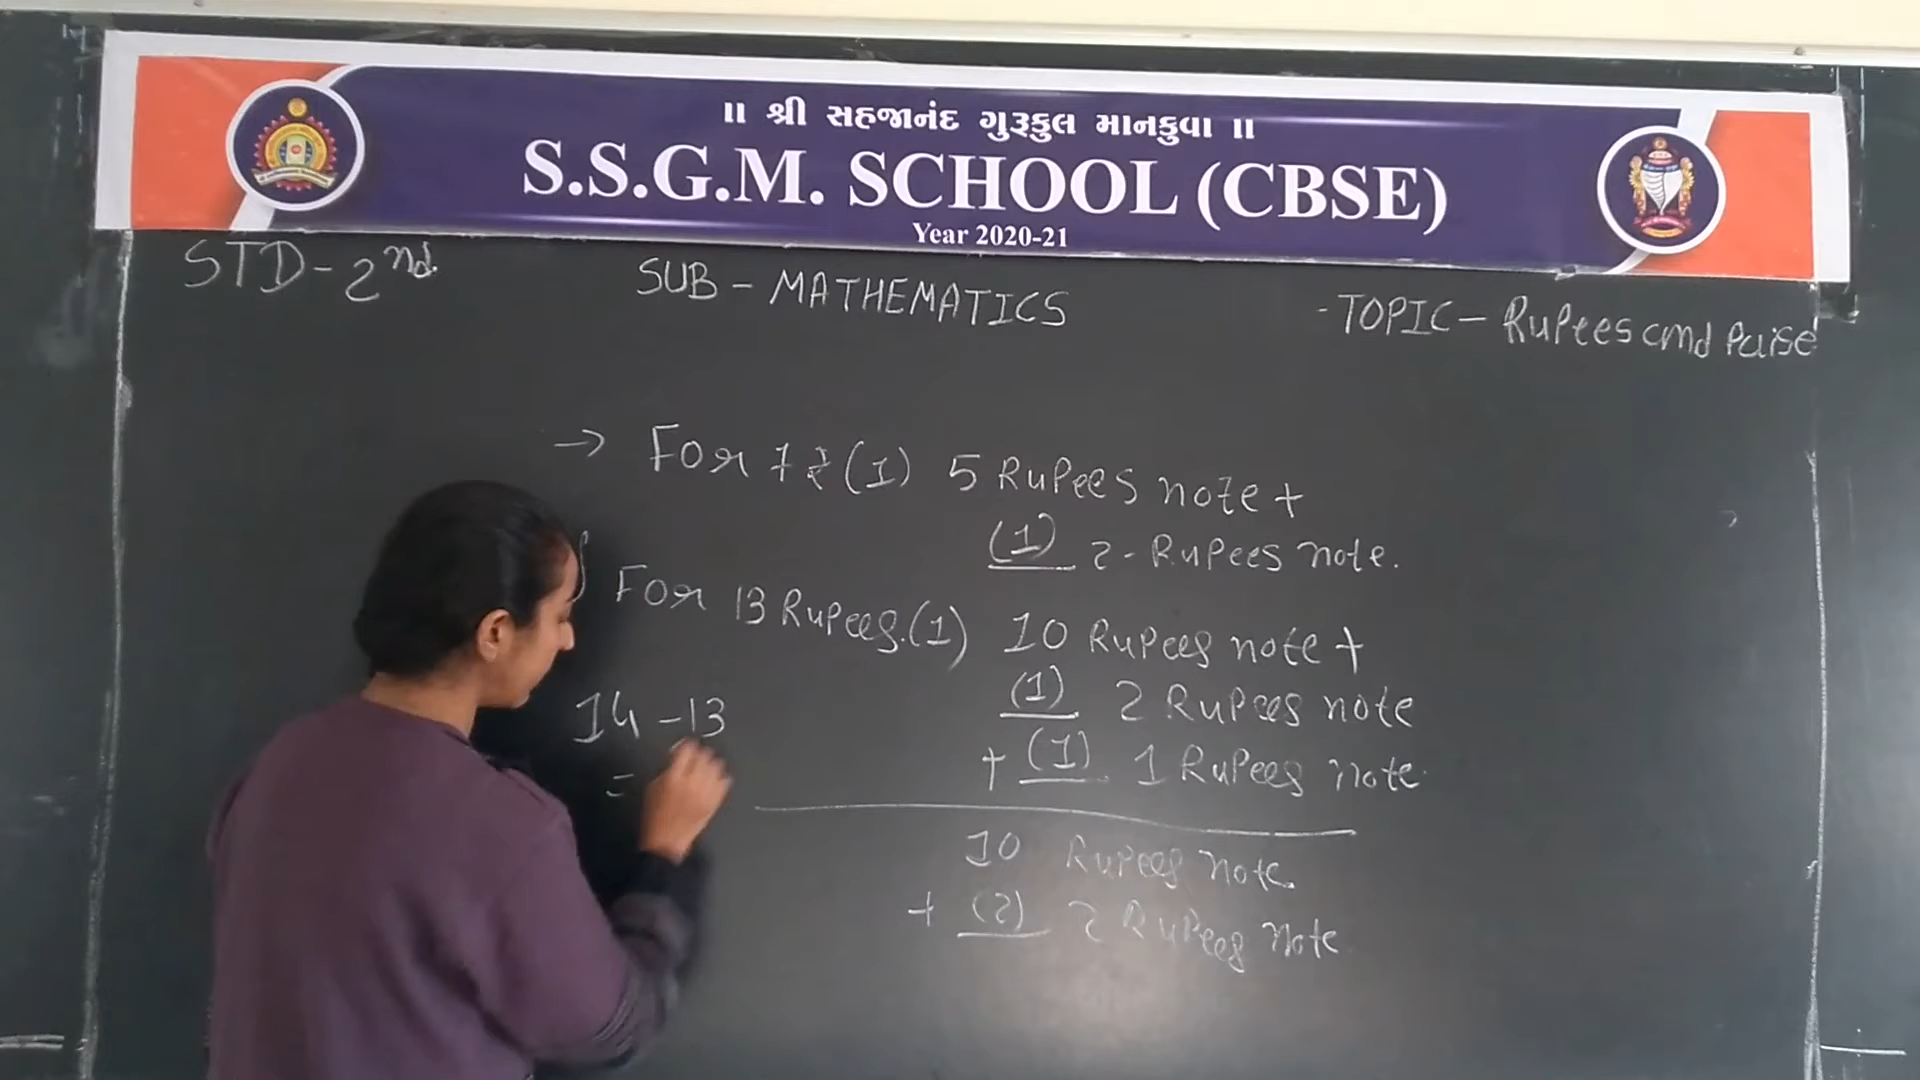 ॥ શ્રી સહજાનંદ ગુરૂકુલ માનકુવા ॥
S.S.G.M. SCHOOL (CBSE)
Year 2020-21
STD - 2nd.
SUB - MATHEMATICS
TOPIC - Rupees and Paise
→ For 7 ₹ (1) 5 Rupees note +
(1) 2 - Rupees note.
For 13 Rupees. (1) 10 Rupees note +
(1) 2 Rupees note
+ (1) 1 Rupees note
14 - 13
=
10 Rupees note.
+ (2) 2 Rupees note